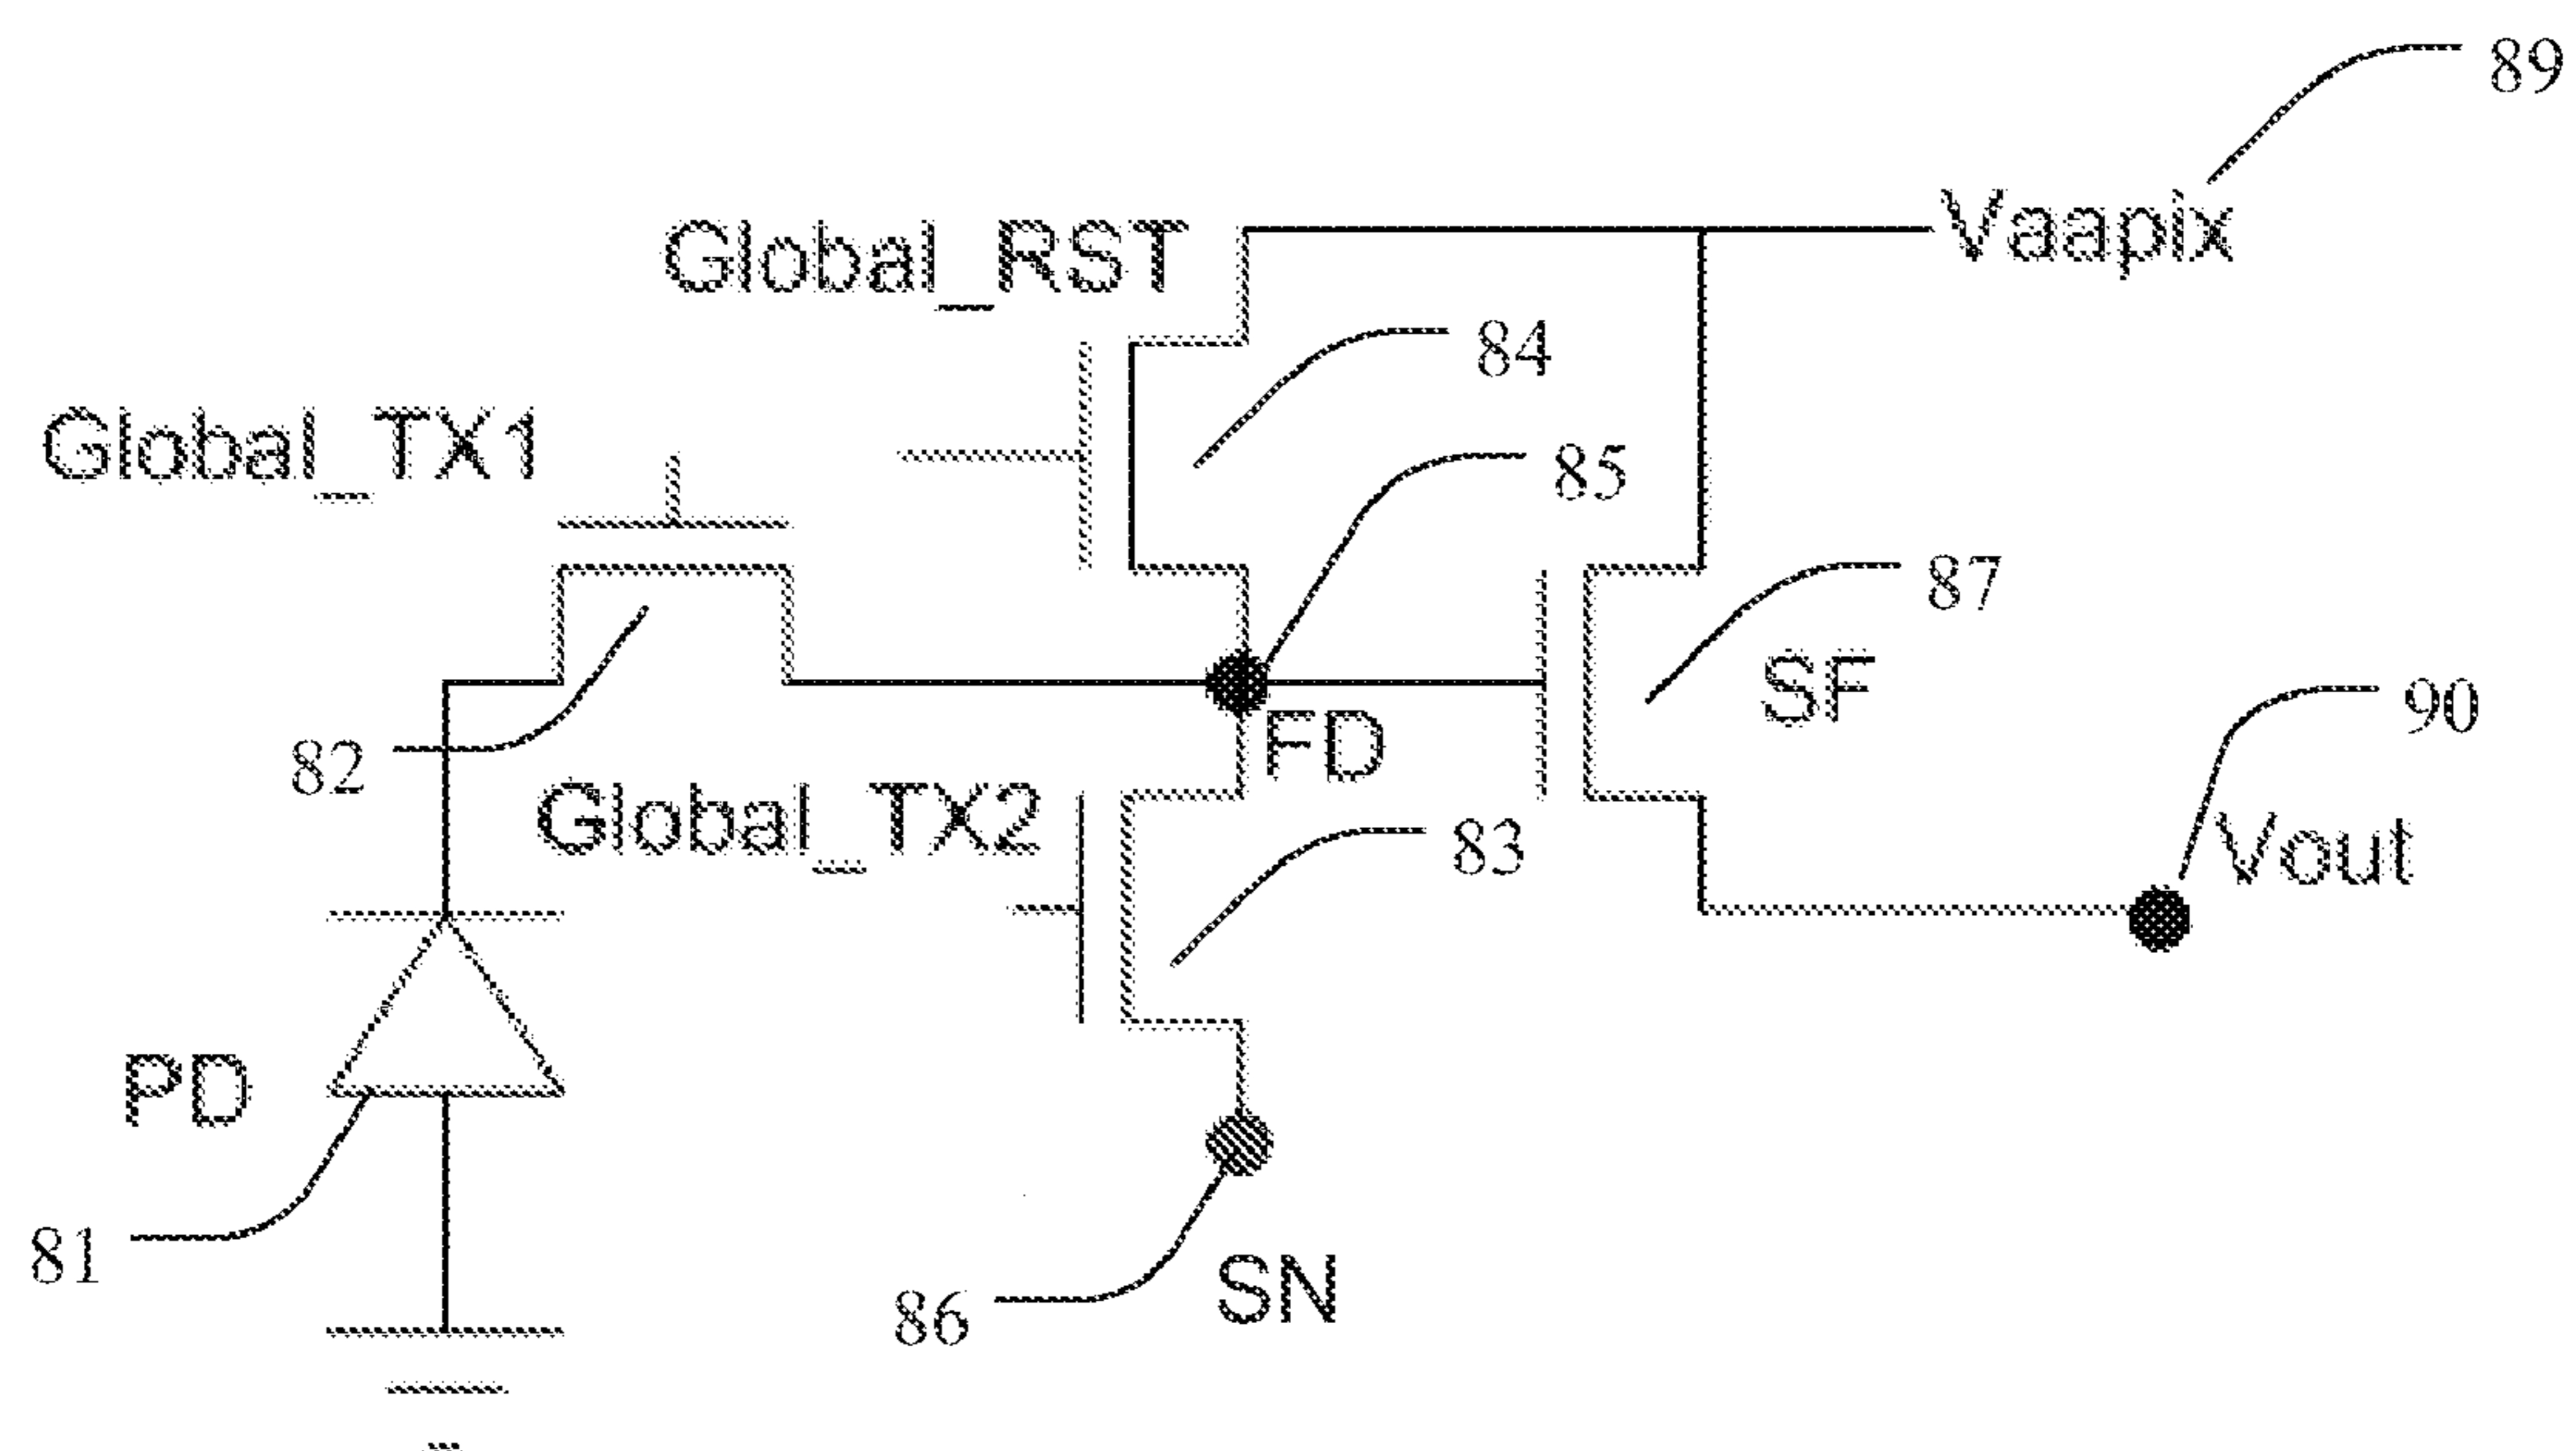 89
Vaapix
Global_RST
84
Global_TX1
85
87
SF
90
82
FD
Global_TX2
83
Vout
PD
81
86
SN